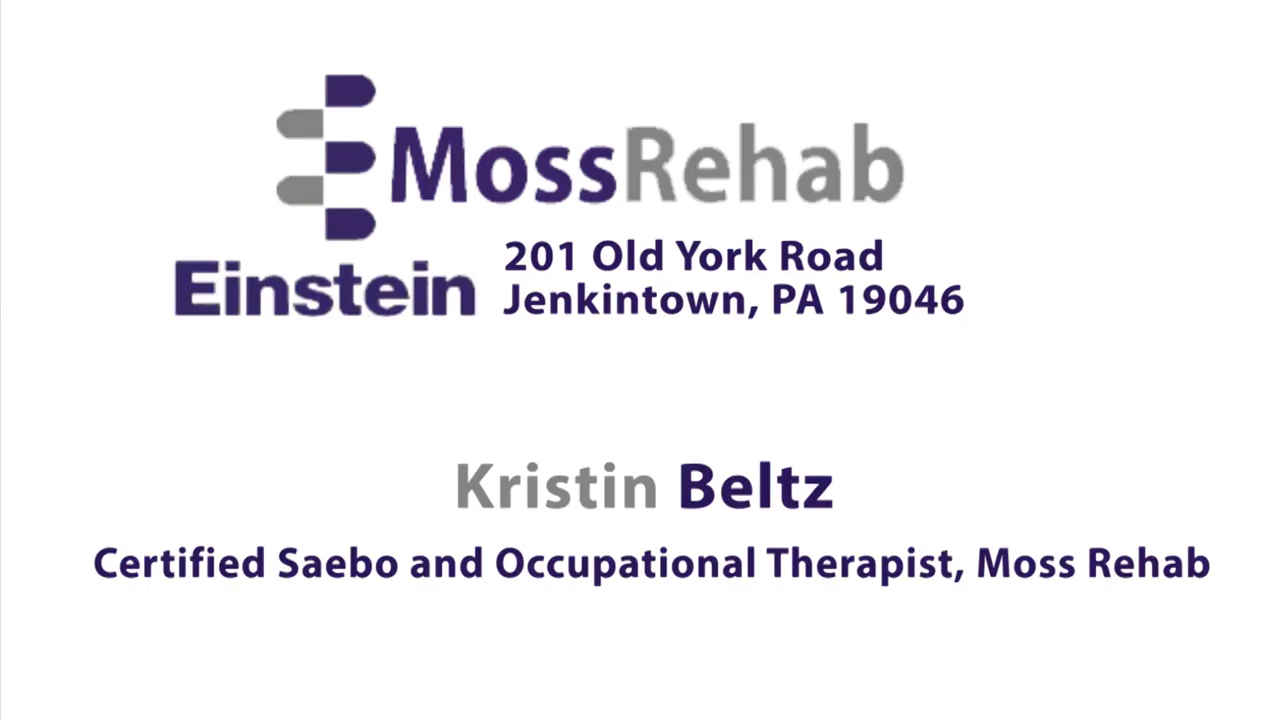 MossRehab
Einstein
201 Old York Road
Jenkintown, PA 19046
Kristin Beltz
Certified Saebo and Occupational Therapist, Moss Rehab